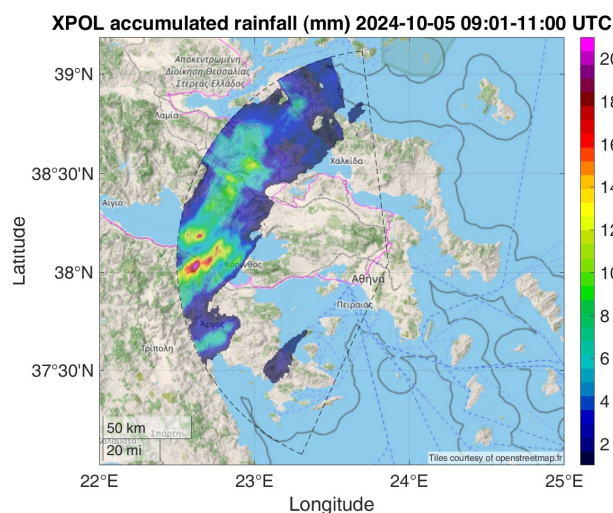 XPOL accumulated rainfall (mm) 2024-10-05 09:01-11:00 UTC
39°N
38°30'N
38°N
37°30'N
Latitude
Αποκεντρωμένη
Διοίκηση Θεσσαλίας
- Στερεάς Ελλάδος
Λαμία
Χαλκίδα
Αίγιο
Κόρινθος
Αθήνα
Πειραιάς
Άργος
Τρίπολη
Σπάρτη
50 km
20 mi
Tiles courtesy of openstreetmap.fr
22°E
23°E
24°E
25°E
Longitude
20
18
16
14
12
10
8
6
4
2